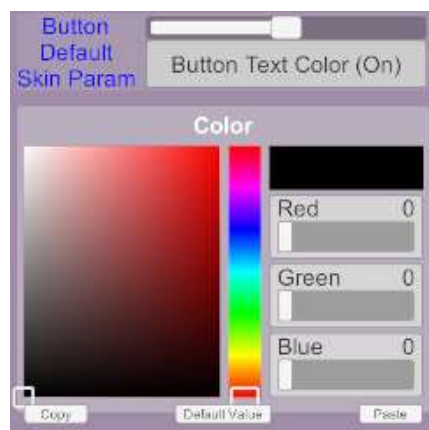 Button
Default
Skin Param
Button Text Color (On)
Color
Red 0
Green 0
Blue 0
Copy
Default Value
Paste